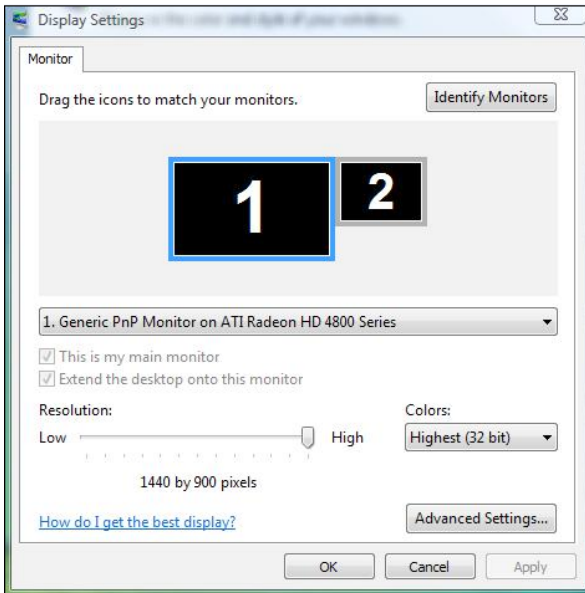 Display Settings
Monitor
Drag the icons to match your monitors.
Identify Monitors
1
2
1. Generic PnP Monitor on ATI Radeon HD 4800 Series
This is my main monitor
Extend the desktop onto this monitor
Resolution:
Colors:
Low
High
Highest (32 bit)
1440 by 900 pixels
How do I get the best display?
Advanced Settings...
OK
Cancel
Apply